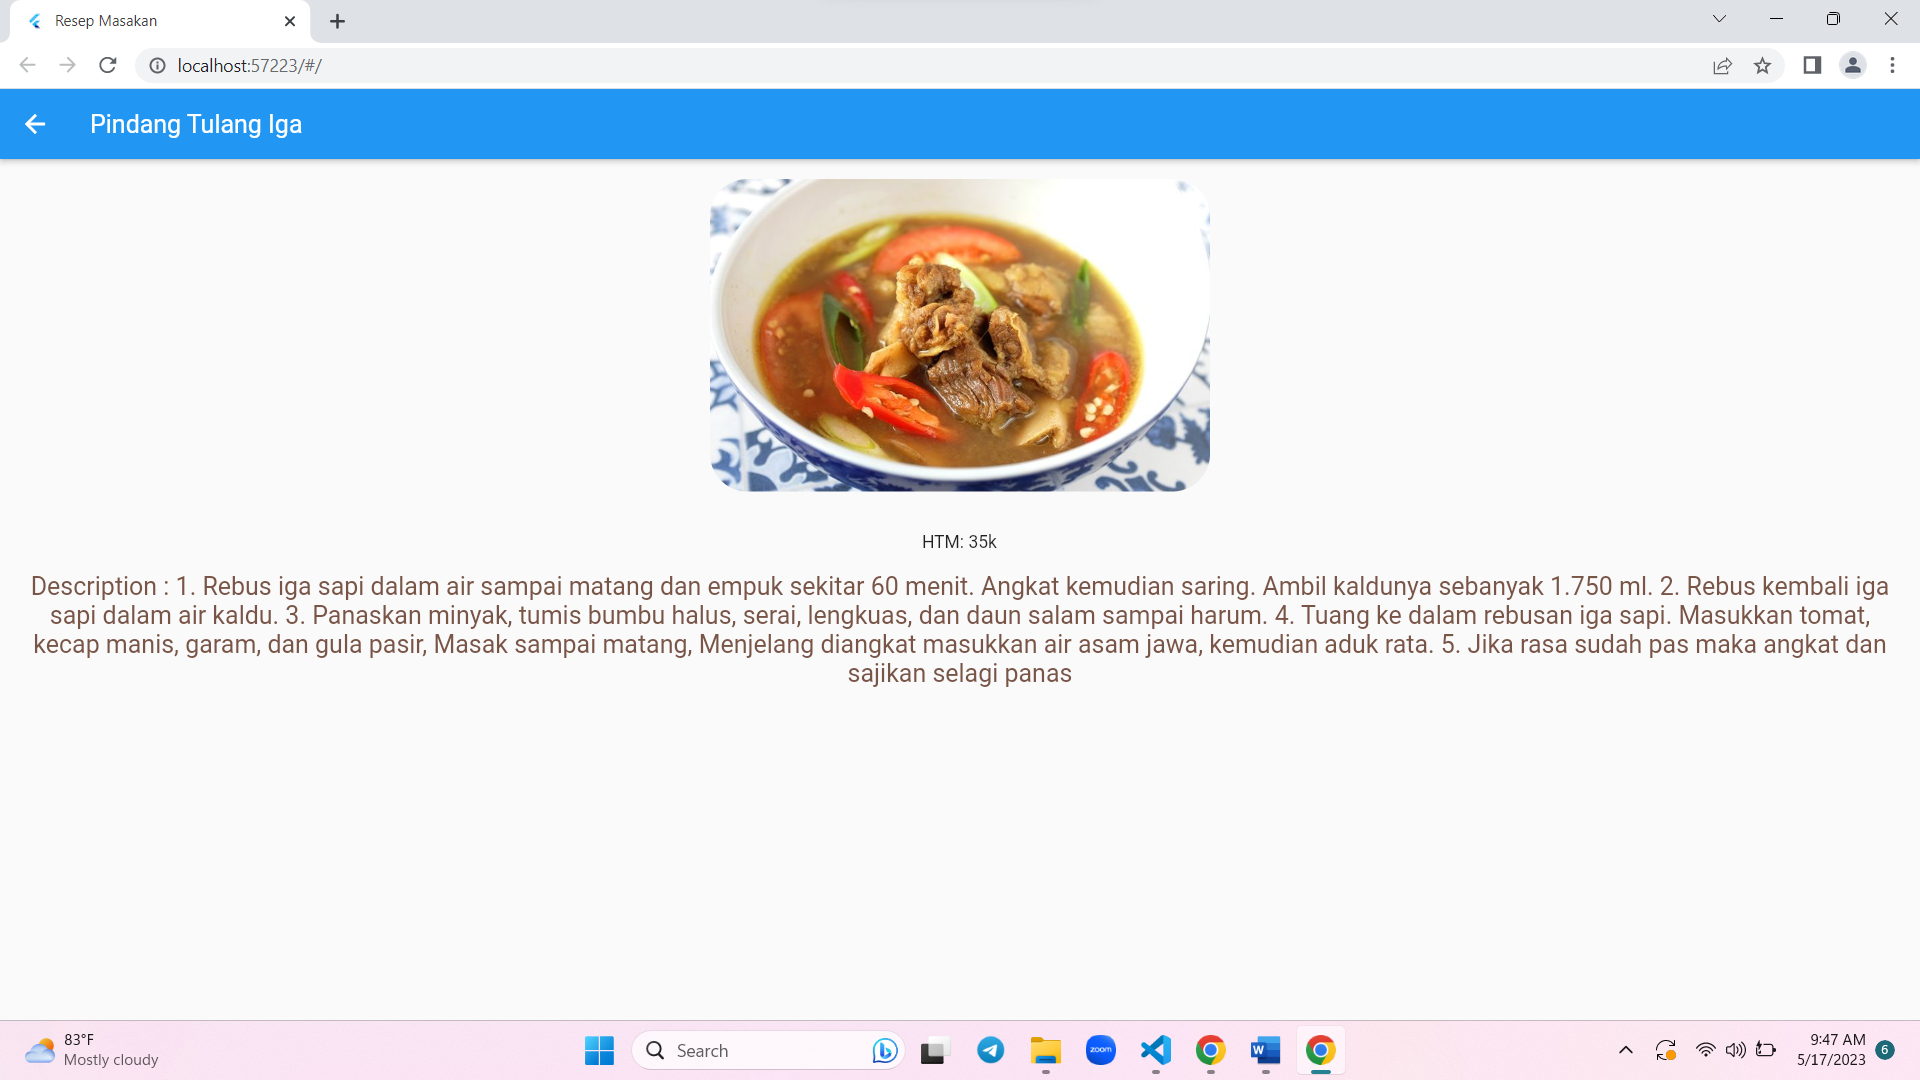 Resep Masakan
localhost:57223/#/
Pindang Tulang Iga
HTM: 35k
Description : 1. Rebus iga sapi dalam air sampai matang dan empuk sekitar 60 menit. Angkat kemudian saring. Ambil kaldunya sebanyak 1.750 ml. 2. Rebus kembali iga
sapi dalam air kaldu. 3. Panaskan minyak, tumis bumbu halus, serai, lengkuas, dan daun salam sampai harum. 4. Tuang ke dalam rebusan iga sapi. Masukkan tomat,
kecap manis, garam, dan gula pasir, Masak sampai matang, Menjelang diangkat masukkan air asam jawa, kemudian aduk rata. 5. Jika rasa sudah pas maka angkat dan
sajikan selagi panas
83°F
Mostly cloudy
Search
zoom
W
9:47 AM
5/17/2023
6